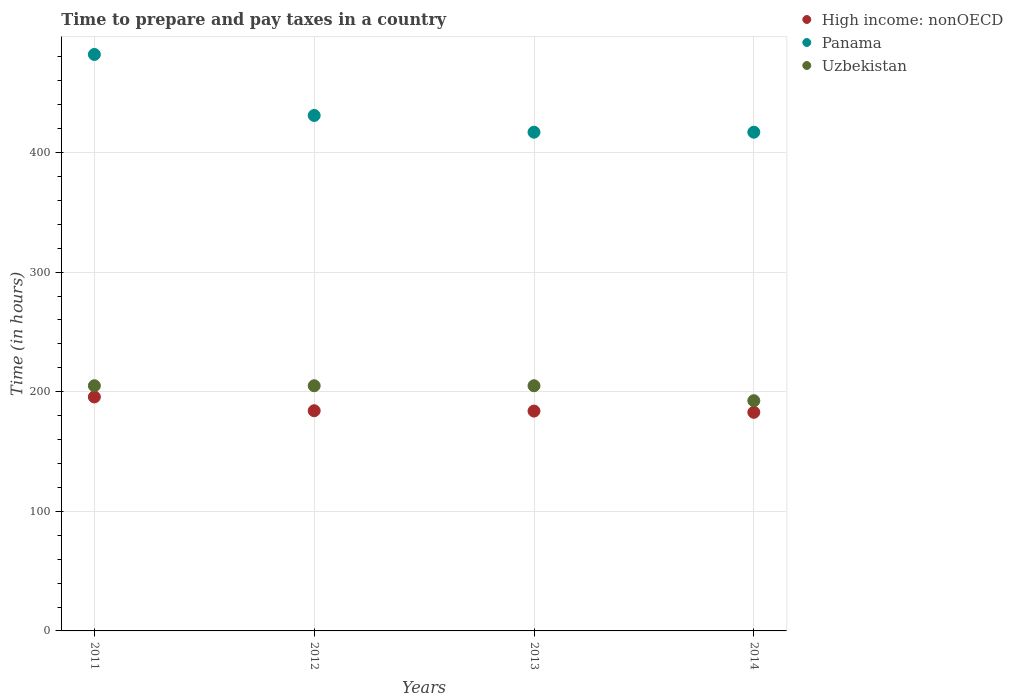 Time to prepare and pay taxes in a country
High income: nonOECD
Panama
Uzbekistan
Time (in hours)
400
300
200
100
0
2011
2012
2013
2014
Years